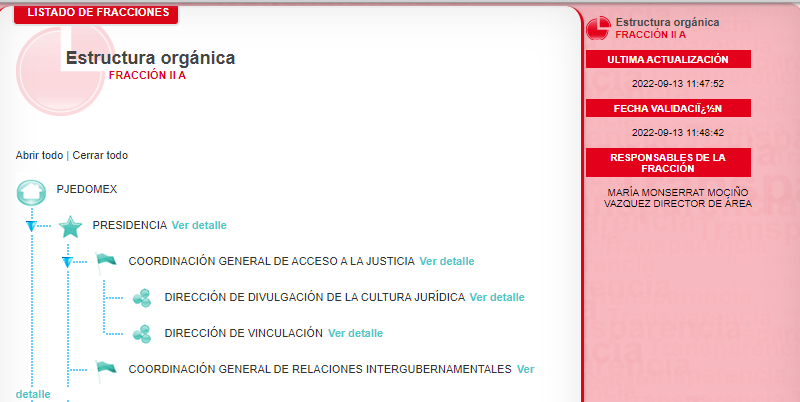 LISTADO DE FRACCIONES
Estructura orgánica
FRACCIÓN II A
Abrir todo | Cerrar todo
PJEDOMEX
PRESIDENCIA Ver detalle
COORDINACIÓN GENERAL DE ACCESO A LA JUSTICIA Ver detalle
DIRECCIÓN DE DIVULGACIÓN DE LA CULTURA JURÍDICA Ver detalle
DIRECCIÓN DE VINCULACIÓN Ver detalle
COORDINACIÓN GENERAL DE RELACIONES INTERGUBERNAMENTALES Ver
detalle
Estructura orgánica
FRACCIÓN II A
ULTIMA ACTUALIZACIÓN
2022-09-13 11:47:52
FECHA VALIDACIÏ¿½N
2022-09-13 11:48:42
RESPONSABLES DE LA
FRACCIÓN
MARÍA MONSERRAT MOCIÑO
VAZQUEZ DIRECTOR DE ÁREA